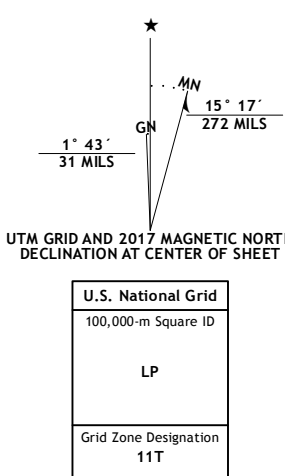 MN
15° 17´
272 MILS
GN
1° 43´
31 MILS
UTM GRID AND 2017 MAGNETIC NORT
DECLINATION AT CENTER OF SHEET
U.S. National Grid
100,000-m Square ID
LP
Grid Zone Designation
11T